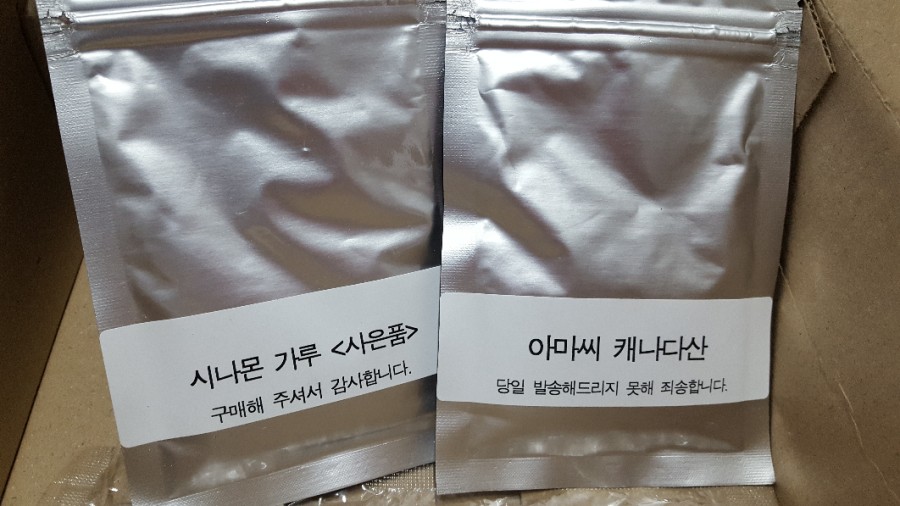 시나몬 가루 <사은품>
구매해 주셔서 감사합니다.
아마씨 캐나다산
당일 발송해드리지 못해 죄송합니다.